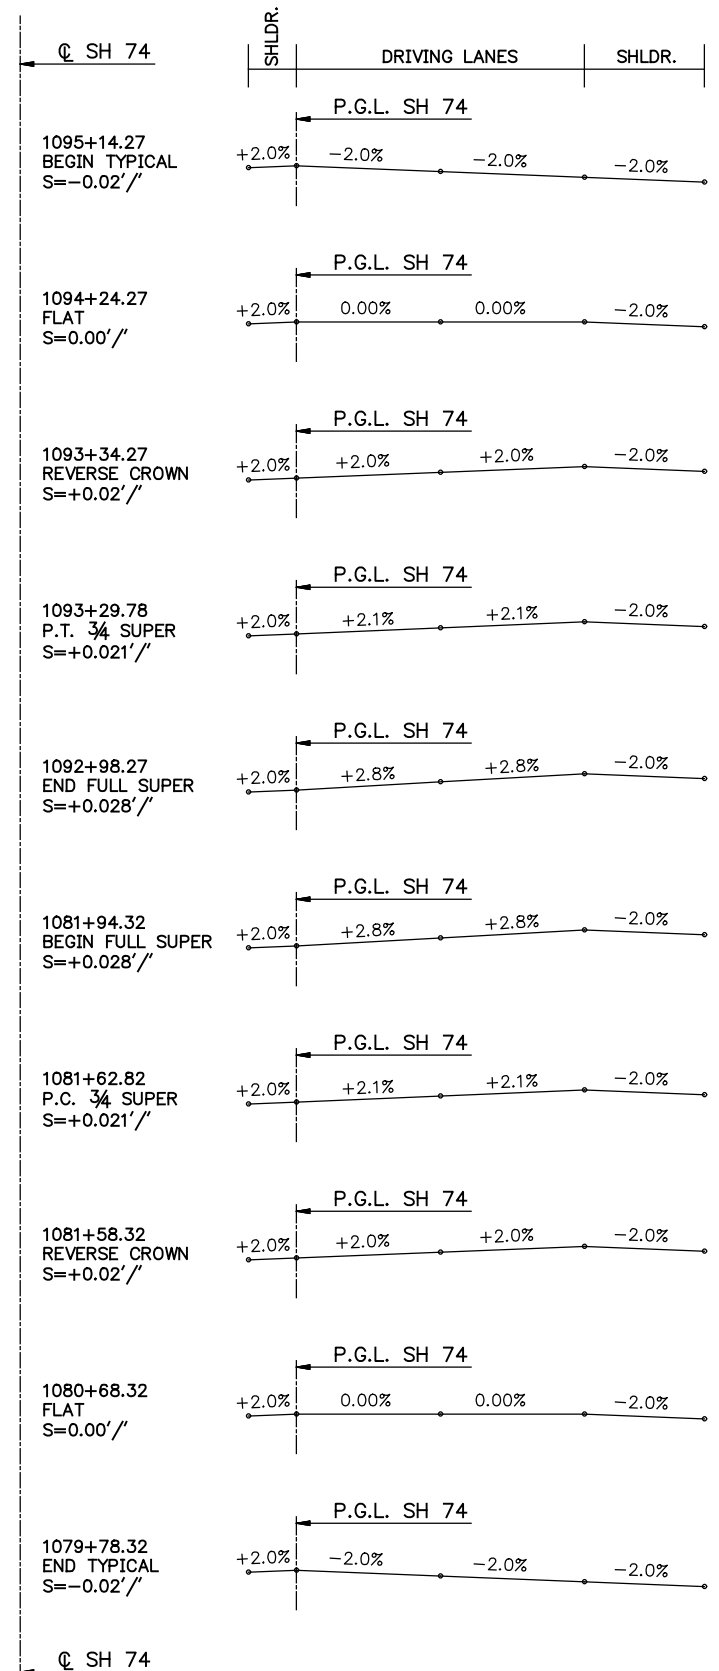 ℄ SH 74
SHLDR.
DRIVING LANES
SHLDR.
P.G.L. SH 74
1095+14.27
BEGIN TYPICAL
S=−0.02'/'
+2.0% −2.0% −2.0% −2.0%
P.G.L. SH 74
1094+24.27
FLAT
S=0.00'/'
+2.0% 0.00% 0.00% −2.0%
P.G.L. SH 74
1093+34.27
REVERSE CROWN
S=+0.02'/'
+2.0% +2.0% +2.0% −2.0%
P.G.L. SH 74
1093+29.78
P.T. 3/4 SUPER
S=+0.021'/'
+2.0% +2.1% +2.1% −2.0%
P.G.L. SH 74
1092+98.27
END FULL SUPER
S=+0.028'/'
+2.0% +2.8% +2.8% −2.0%
P.G.L. SH 74
1081+94.32
BEGIN FULL SUPER
S=+0.028'/'
+2.0% +2.8% +2.8% −2.0%
P.G.L. SH 74
1081+62.82
P.C. 3/4 SUPER
S=+0.021'/'
+2.0% +2.1% +2.1% −2.0%
P.G.L. SH 74
1081+58.32
REVERSE CROWN
S=+0.02'/'
+2.0% +2.0% +2.0% −2.0%
P.G.L. SH 74
1080+68.32
FLAT
S=0.00'/'
+2.0% 0.00% 0.00% −2.0%
P.G.L. SH 74
1079+78.32
END TYPICAL
S=−0.02'/'
+2.0% −2.0% −2.0% −2.0%
℄ SH 74